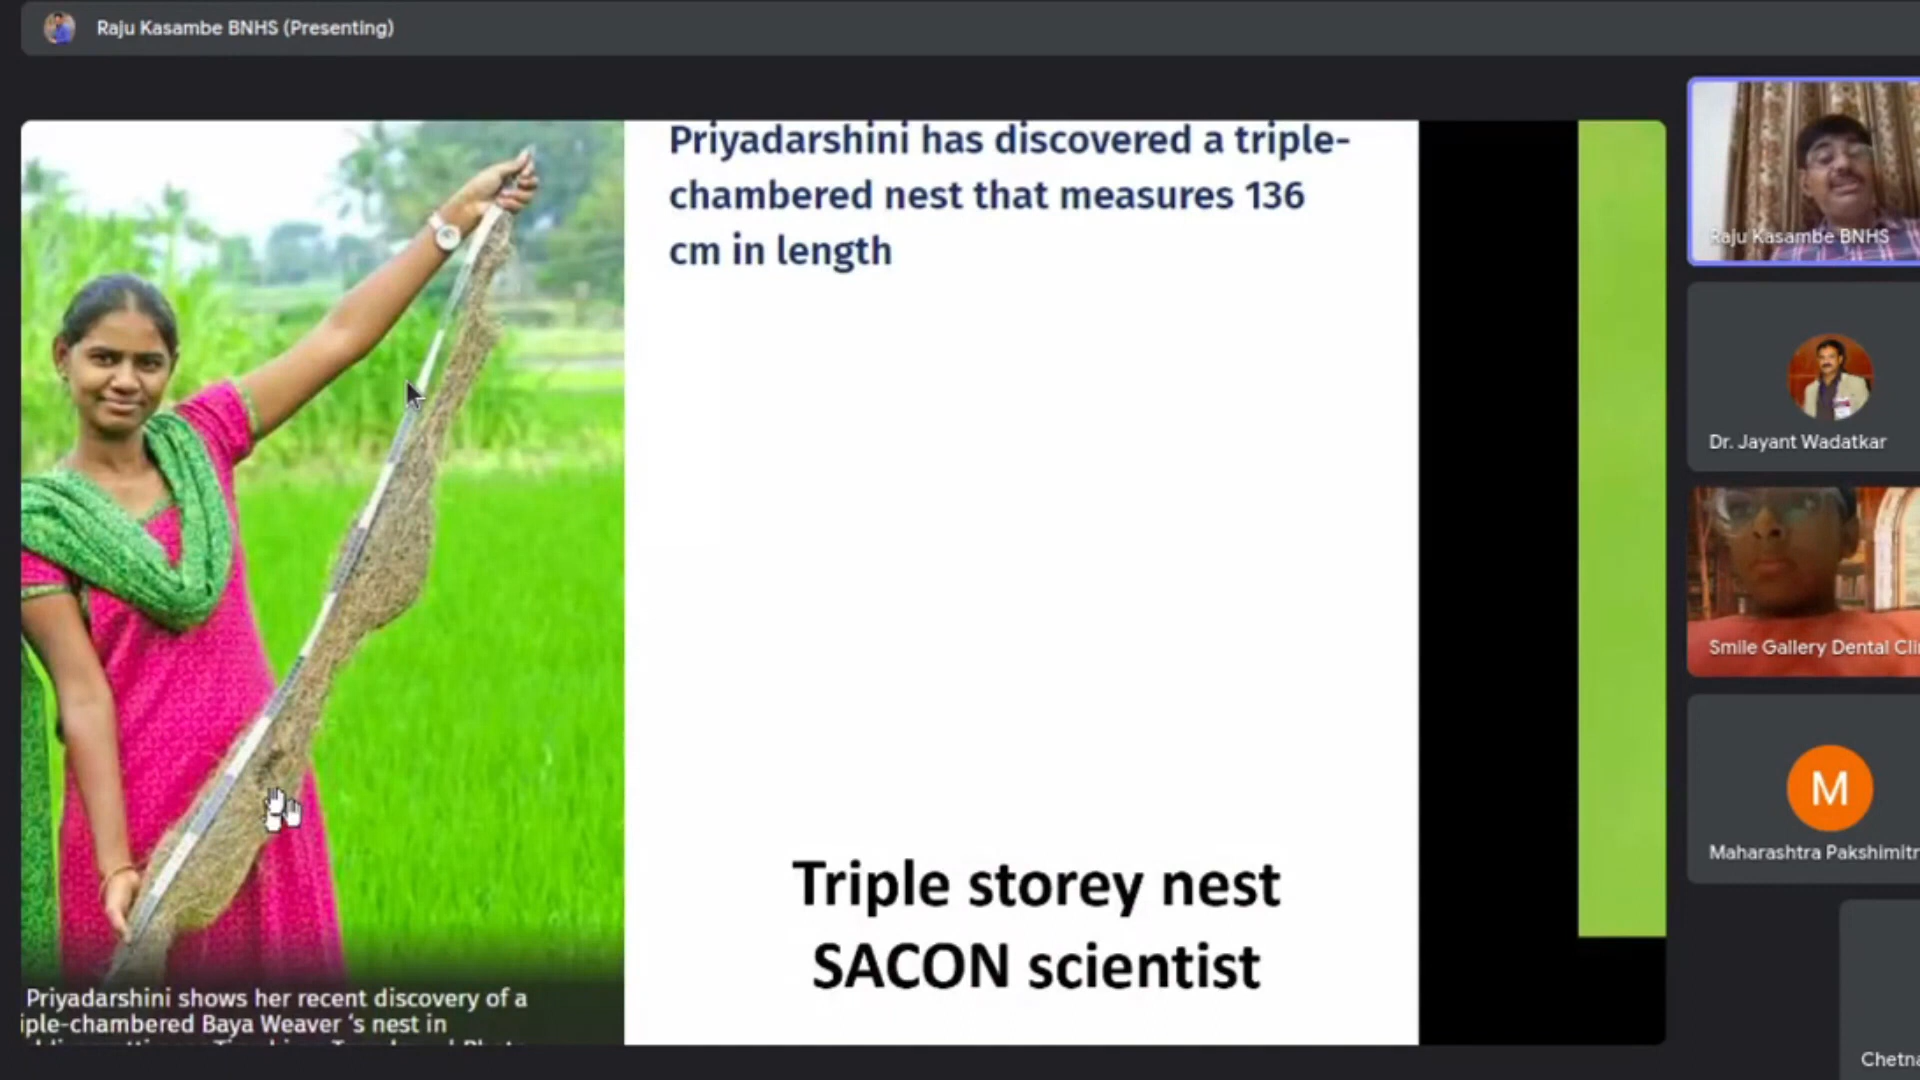 Raju Kasambe BNHS (Presenting)
Priyadarshini has discovered a triple-
chambered nest that measures 136
cm in length
Triple storey nest
SACON scientist
Priyadarshini shows her recent discovery of a
iple-chambered Baya Weaver ‘s nest in
Raju Kasambe BNHS
Dr. Jayant Wadatkar
Smile Gallery Dental Cli
M
Maharashtra Pakshimitr
Chetna